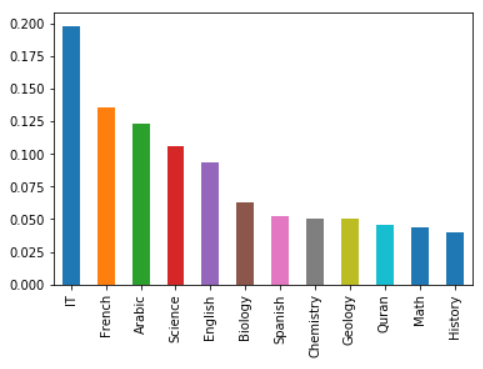 0.200
0.175
0.150
0.125
0.100
0.075
0.050
0.025
0.000
IT
French
Arabic
Science
English
Biology
Spanish
Chemistry
Geology
Quran
Math
History